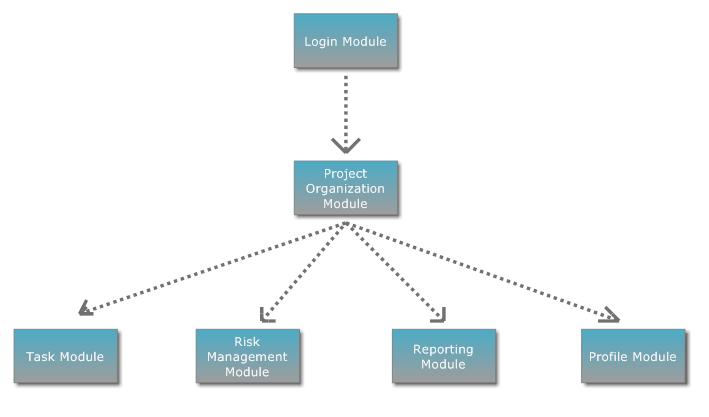 Login Module
Project
Organization
Module
Task Module
Risk
Management
Module
Reporting
Module
Profile Module